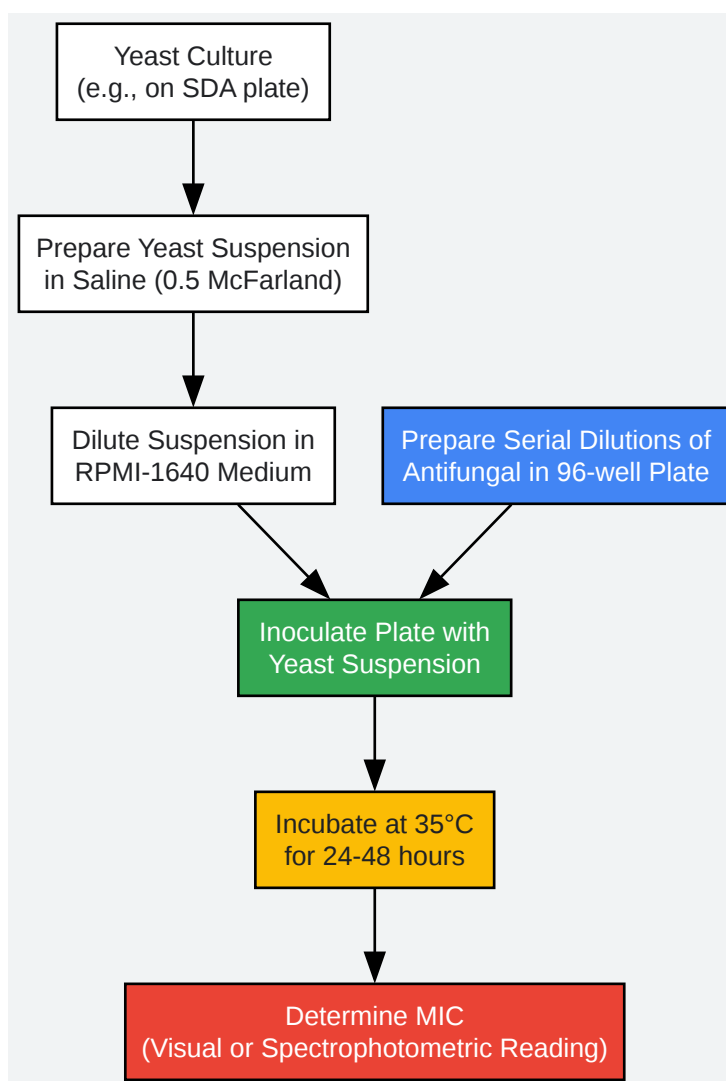 Yeast Culture
(e.g., on SDA plate)
Prepare Yeast Suspension
in Saline (0.5 McFarland)
Dilute Suspension in
RPMI-1640 Medium
Prepare Serial Dilutions of
Antifungal in 96-well Plate
Inoculate Plate with
Yeast Suspension
Incubate at 35°C
for 24-48 hours
Determine MIC
(Visual or Spectrophotometric Reading)